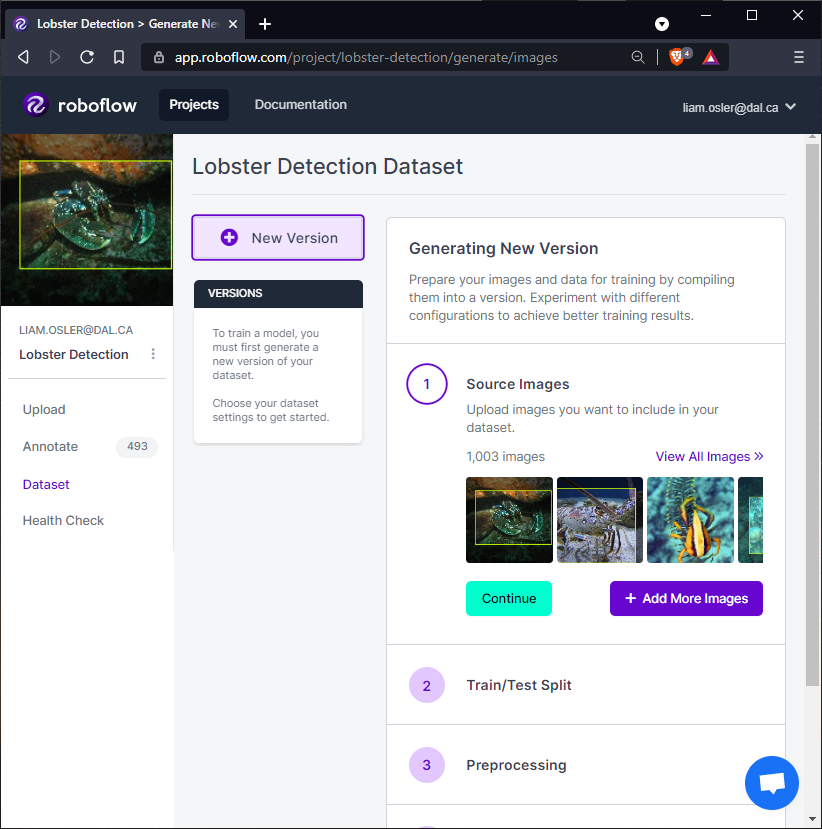 Lobster Detection > Generate Ne
app.roboflow.com/project/lobster-detection/generate/images
4
roboflow
Projects
Documentation
liam.osler@dal.ca
LIAM.OSLER@DAL.CA
Lobster Detection
Upload
Annotate
493
Dataset
Health Check
Lobster Detection Dataset
New Version
VERSIONS
To train a model, you
must first generate a
new version of your
dataset.
Choose your dataset
settings to get started.
Generating New Version
Prepare your images and data for training by compiling
them into a version. Experiment with different
configurations to achieve better training results.
1
Source Images
Upload images you want to include in your
dataset.
1,003 images
View All Images »
Continue
+ Add More Images
2
Train/Test Split
3
Preprocessing